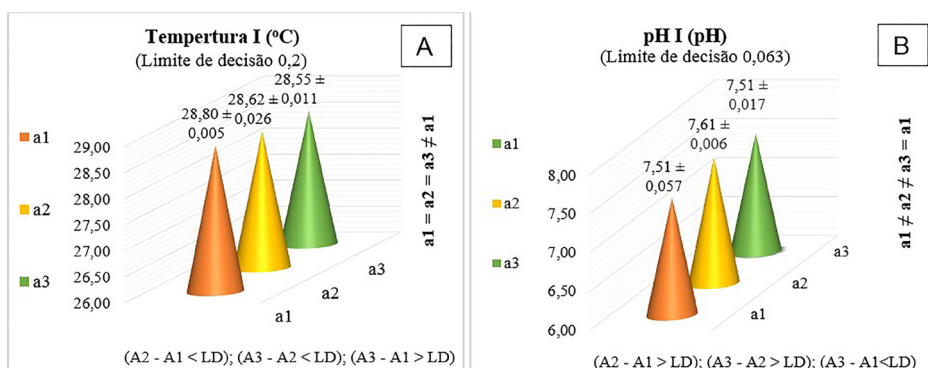 Tempertura I (ºC)
(Limite de decisão 0,2)
A
28,55 ±
0,011
28,62 ±
0,026
28,80 ±
0,005
a1
a2
a3
29,00
28,50
28,00
27,50
27,00
26,50
26,00
a1
a2
a3
a1 = a2 = a3 ≠ a1
(A2 - A1 < LD); (A3 - A2 < LD); (A3 - A1 > LD)
pH I (pH)
(Limite de decisão 0,063)
B
7,51 ±
0,017
7,61 ±
0,006
7,51 ±
0,057
a1
a2
a3
8,00
7,50
7,00
6,50
6,00
a1
a2
a3
a1 ≠ a2 ≠ a3 = a1
(A2 - A1 > LD); (A3 - A2 > LD); (A3 - A1<LD)